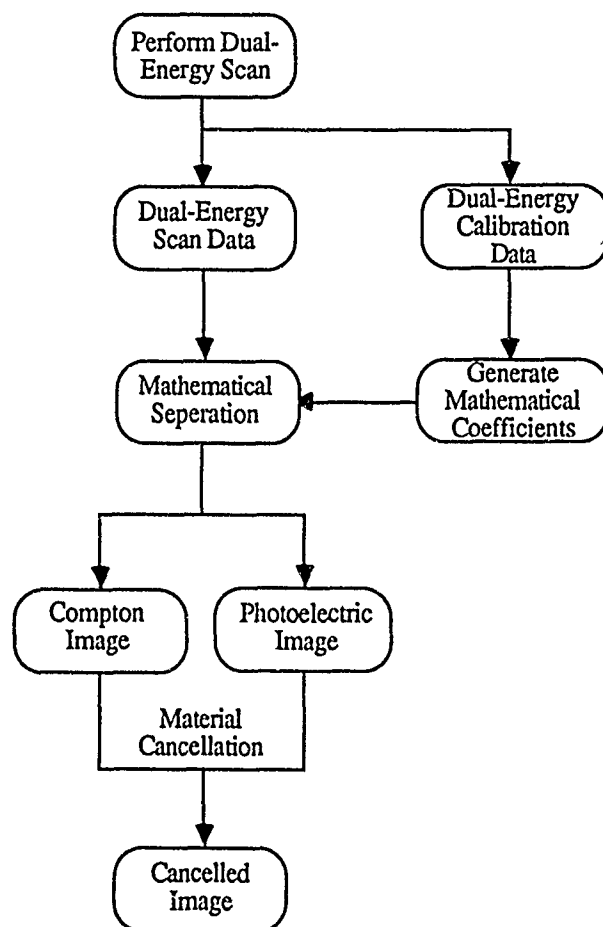 Perform Dual-
Energy Scan
Dual-Energy
Scan Data
Dual-Energy
Calibration
Data
Mathematical
Seperation
Generate
Mathematical
Coefficients
Compton
Image
Photoelectric
Image
Material
Cancellation
Cancelled
Image